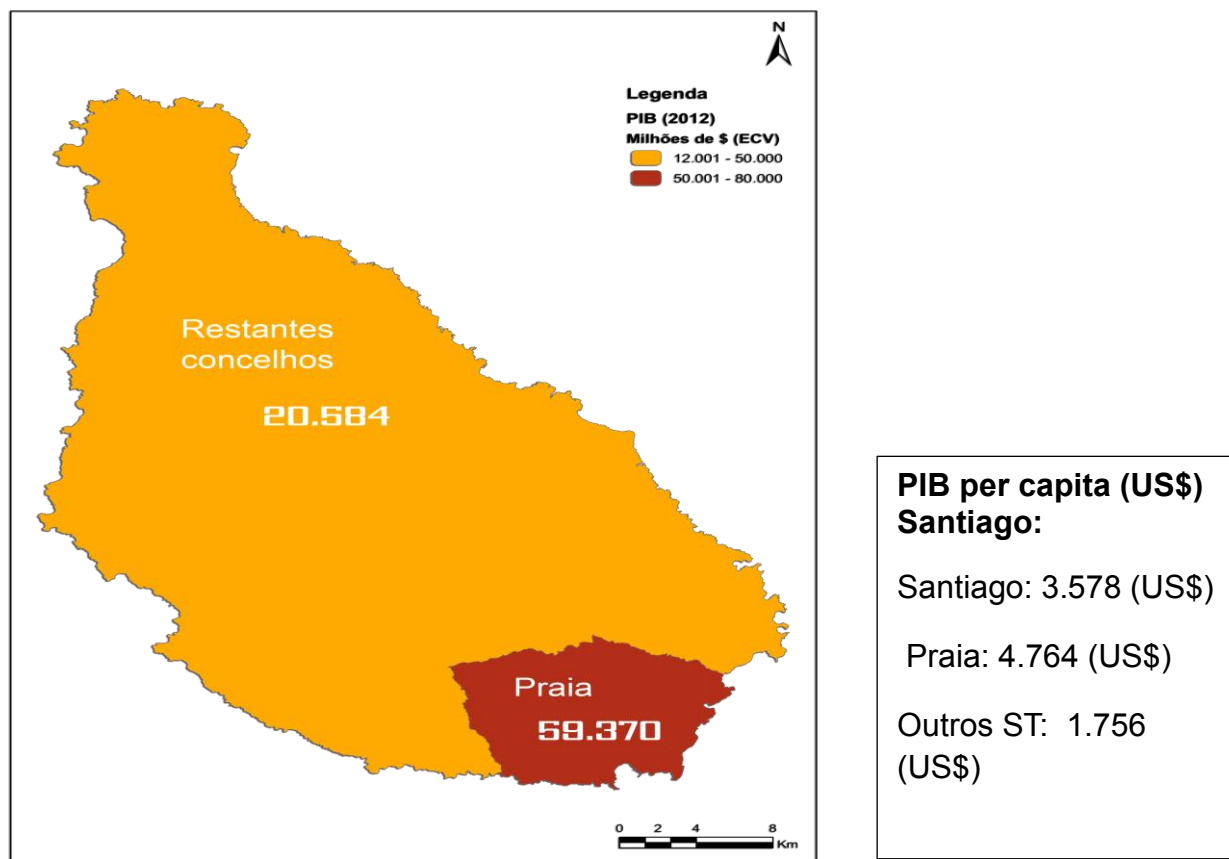 N
Legenda
PIB (2012)
Milhões de $ (ECV)
12.001 - 50.000
50.001 - 80.000
Restantes
concelhos
20.584
Praia
59.370
0 2 4 8
Km
PIB per capita (US$)
Santiago:
Santiago: 3.578 (US$)
Praia: 4.764 (US$)
Outros ST: 1.756
(US$)